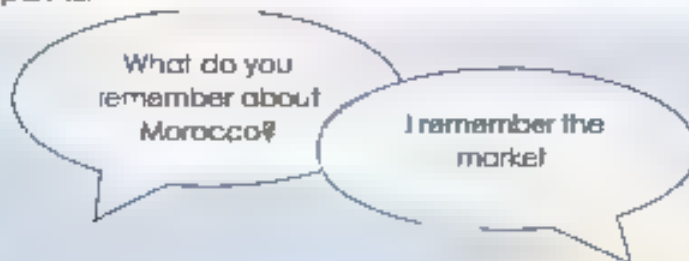 What do you
remember about
Morocco?
I remember the
market